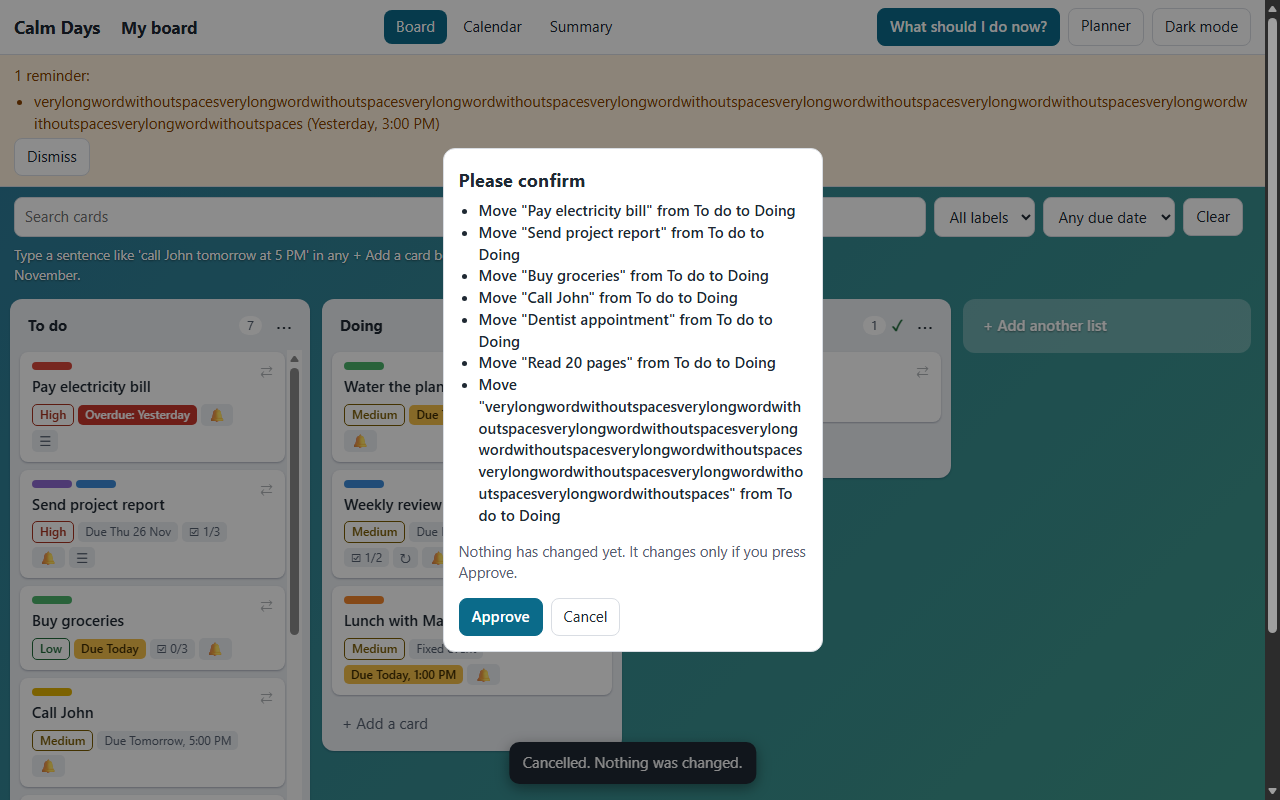 Calm Days My board Board Calendar Summary What should I do now? Planner Dark mode
1 reminder:
• verylongwordwithoutspacesverylongwordwithoutspacesverylongwordwithoutspacesverylongwordwithoutspacesverylongwordwithoutspacesverylongwordwithoutspacesverylongwordw
ithoutspacesverylongwordwithoutspaces (Yesterday, 3:00 PM)
Dismiss
Search cards All labels Any due date Clear
Type a sentence like 'call John tomorrow at 5 PM' in any + Add a card b
November.
To do 7 ...
Pay electricity bill
High Overdue: Yesterday
Send project report
High Due Thu 26 Nov 1/3
Buy groceries
Low Due Today 0/3
Call John
Medium Due Tomorrow, 5:00 PM
Doing
Water the plan
Medium Due
Weekly review
Medium Due
1/2
Lunch with Ma
Medium Fixed
Due Today, 1:00 PM
+ Add a card
1 ✓ ...
+ Add another list
Please confirm
• Move "Pay electricity bill" from To do to Doing
• Move "Send project report" from To do to
Doing
• Move "Buy groceries" from To do to Doing
• Move "Call John" from To do to Doing
• Move "Dentist appointment" from To do to
Doing
• Move "Read 20 pages" from To do to Doing
• Move
"verylongwordwithoutspacesverylongwordwith
outspacesverylongwordwithoutspacesverylong
wordwithoutspacesverylongwordwithoutspaces
verylongwordwithoutspacesverylongwordwitho
utspacesverylongwordwithoutspaces" from To
do to Doing
Nothing has changed yet. It changes only if you press
Approve.
Approve Cancel
Cancelled. Nothing was changed.